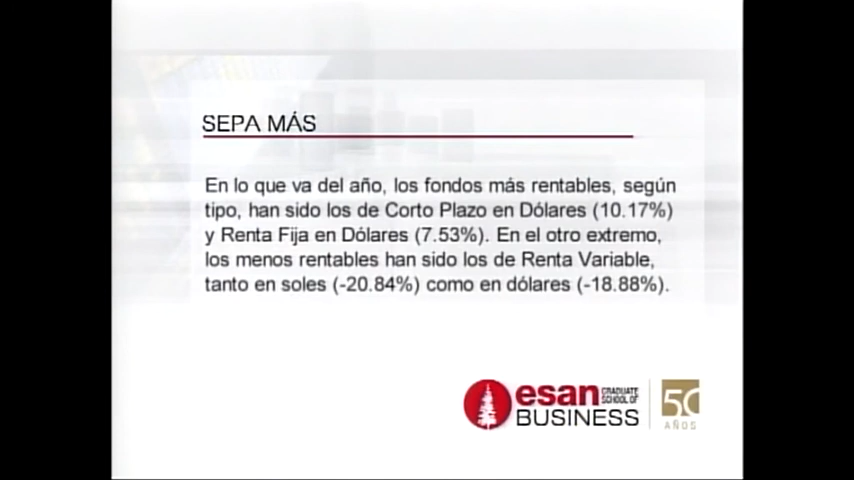 SEPA MÁS
En lo que va del año, los fondos más rentables, según
tipo, han sido los de Corto Plazo en Dólares (10.17%)
y Renta Fija en Dólares (7.53%). En el otro extremo,
los menos rentables han sido los de Renta Variable,
tanto en soles (-20.84%) como en dólares (-18.88%).
esan GRADUATE
SCHOOL OF
BUSINESS
50
AÑOS